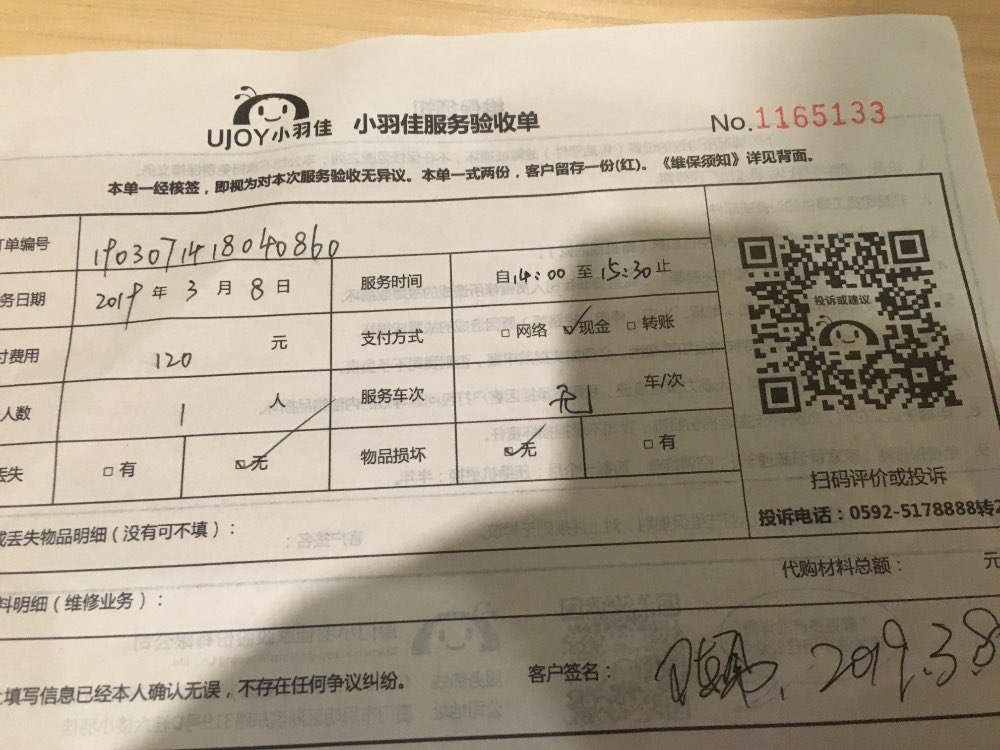 UJOY小羽佳 小羽佳服务验收单 No.1165133
本单一经核签，即视为对本次服务验收无异议。本单一式两份，客户留存一份(红)。《维保须知》详见背面。
订单编号 1903071418040860
务日期 2019 年 3 月 8 日 服务时间 自14:00 至 15:30 止
付费用 120 元 支付方式 □ 网络 ☑ 现金 □ 转账
人数 1 人 服务车次 无 车/次
丢失 □ 有 ☑ 无 物品损坏 ☑ 无 □ 有
投诉或建议
扫码评价或投诉
投诉电话：0592-5178888转2
或丢失物品明细（没有可不填）：
代购材料总额： 元
料明细（维修业务）：
上填写信息已经本人确认无误，不存在任何争议纠纷。 客户签名： 2019.3.8